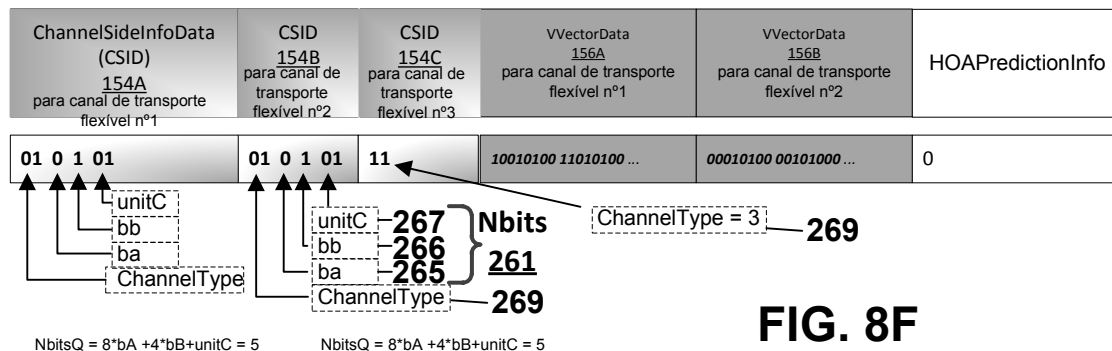 ChannelSideInfoData
(CSID)
154A
para canal de transporte
flexível nº1
CSID
154B
para canal de
transporte
flexível nº2
CSID
154C
para canal de
transporte
flexível nº3
VVectorData
156A
para canal de transporte
flexível nº1
VVectorData
156B
para canal de transporte
flexível nº2
HOAPredictionInfo
01 0 1 01
01 0 1 01
11
10010100 11010100 ...
00010100 00101000 ...
0
unitC
bb
ba
ChannelType
unitC 267
bb 266
ba 265
ChannelType 269
Nbits
261
ChannelType = 3 269
NbitsQ = 8*bA +4*bB+unitC = 5
NbitsQ = 8*bA +4*bB+unitC = 5
FIG. 8F